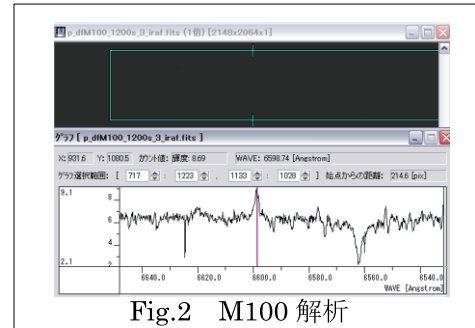 p_dfM100_1200s_3_iraf.fits (1倍) [2148x2064x1]
グラフ [ p_dfM100_1200s_3_iraf.fits ]
X: 931.6 Y: 1080.5 カウント値: 輝度 8.69 WAVE: 6598.74 [Angstrom]
グラフ選択範囲: [ 717 : 1223 , 1133 : 1028 ] 始点からの距離: 214.6 [pix]
9.1
8
6
4
2
2.1
6640.0 6620.0 6600.0 6580.0 6560.0 6540.0
WAVE [Angstrom]
Fig.2 M100 解析